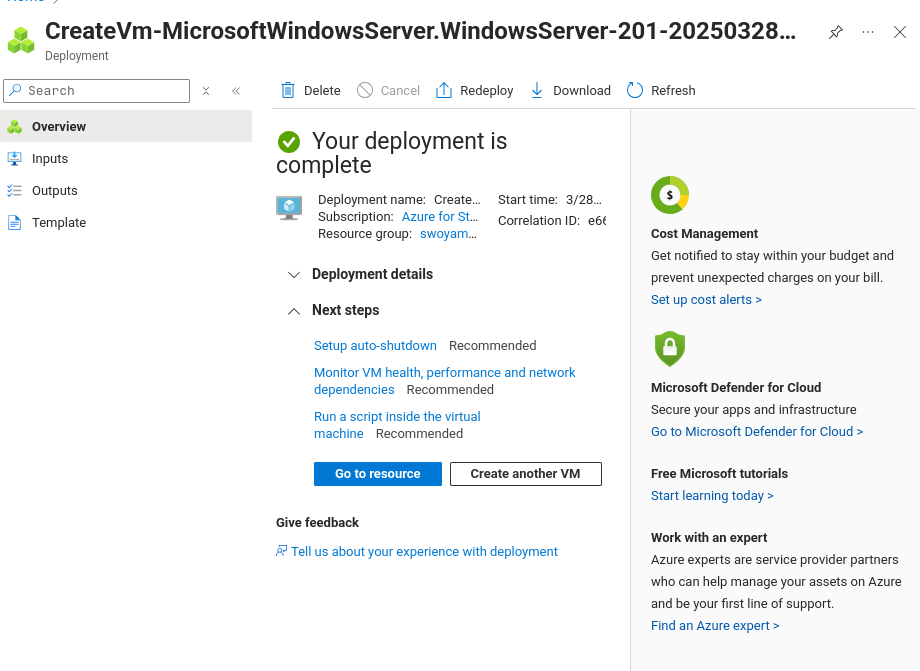 CreateVm-MicrosoftWindowsServer.WindowsServer-201-20250328...
Deployment
Search
Delete
Cancel
Redeploy
Download
Refresh
Overview
Inputs
Outputs
Template
Your deployment is
complete
Deployment name: Create...
Subscription: Azure for St...
Resource group: swoyam...
Start time: 3/28...
Correlation ID: e66
Deployment details
Next steps
Setup auto-shutdown Recommended
Monitor VM health, performance and network
dependencies Recommended
Run a script inside the virtual
machine Recommended
Go to resource
Create another VM
Give feedback
Tell us about your experience with deployment
$
Cost Management
Get notified to stay within your budget and
prevent unexpected charges on your bill.
Set up cost alerts >
Microsoft Defender for Cloud
Secure your apps and infrastructure
Go to Microsoft Defender for Cloud >
Free Microsoft tutorials
Start learning today >
Work with an expert
Azure experts are service provider partners
who can help manage your assets on Azure
and be your first line of support.
Find an Azure expert >